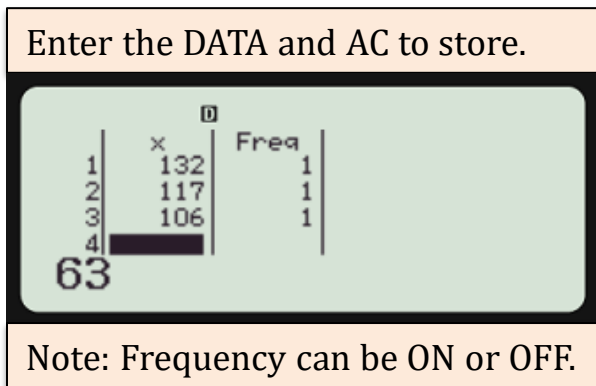 Enter the DATA and AC to store.
D
x Freq
1 132 1
2 117 1
3 106 1
4
63
Note: Frequency can be ON or OFF.